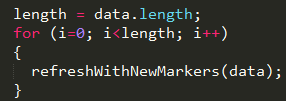 length = data.length;
for (i=0; i<length; i++)
{
  refreshWithNewMarkers(data);
}